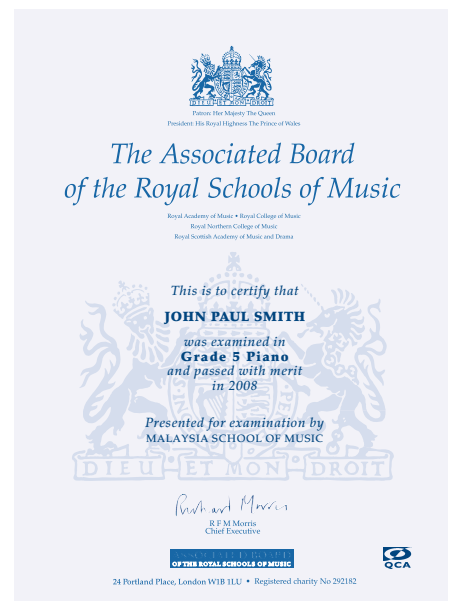 DIEU ET MON DROIT
Patron: Her Majesty The Queen
President: His Royal Highness The Prince of Wales
The Associated Board
of the Royal Schools of Music
Royal Academy of Music • Royal College of Music
Royal Northern College of Music
Royal Scottish Academy of Music and Drama
This is to certify that
JOHN PAUL SMITH
was examined in
Grade 5 Piano
and passed with merit
in 2008
Presented for examination by
MALAYSIA SCHOOL OF MUSIC
DIEU ET MON DROIT
Richard Morris
R F M Morris
Chief Executive
ASSOCIATED BOARD
OF THE ROYAL SCHOOLS OF MUSIC
QCA
24 Portland Place, London W1B 1LU • Registered charity No 292182